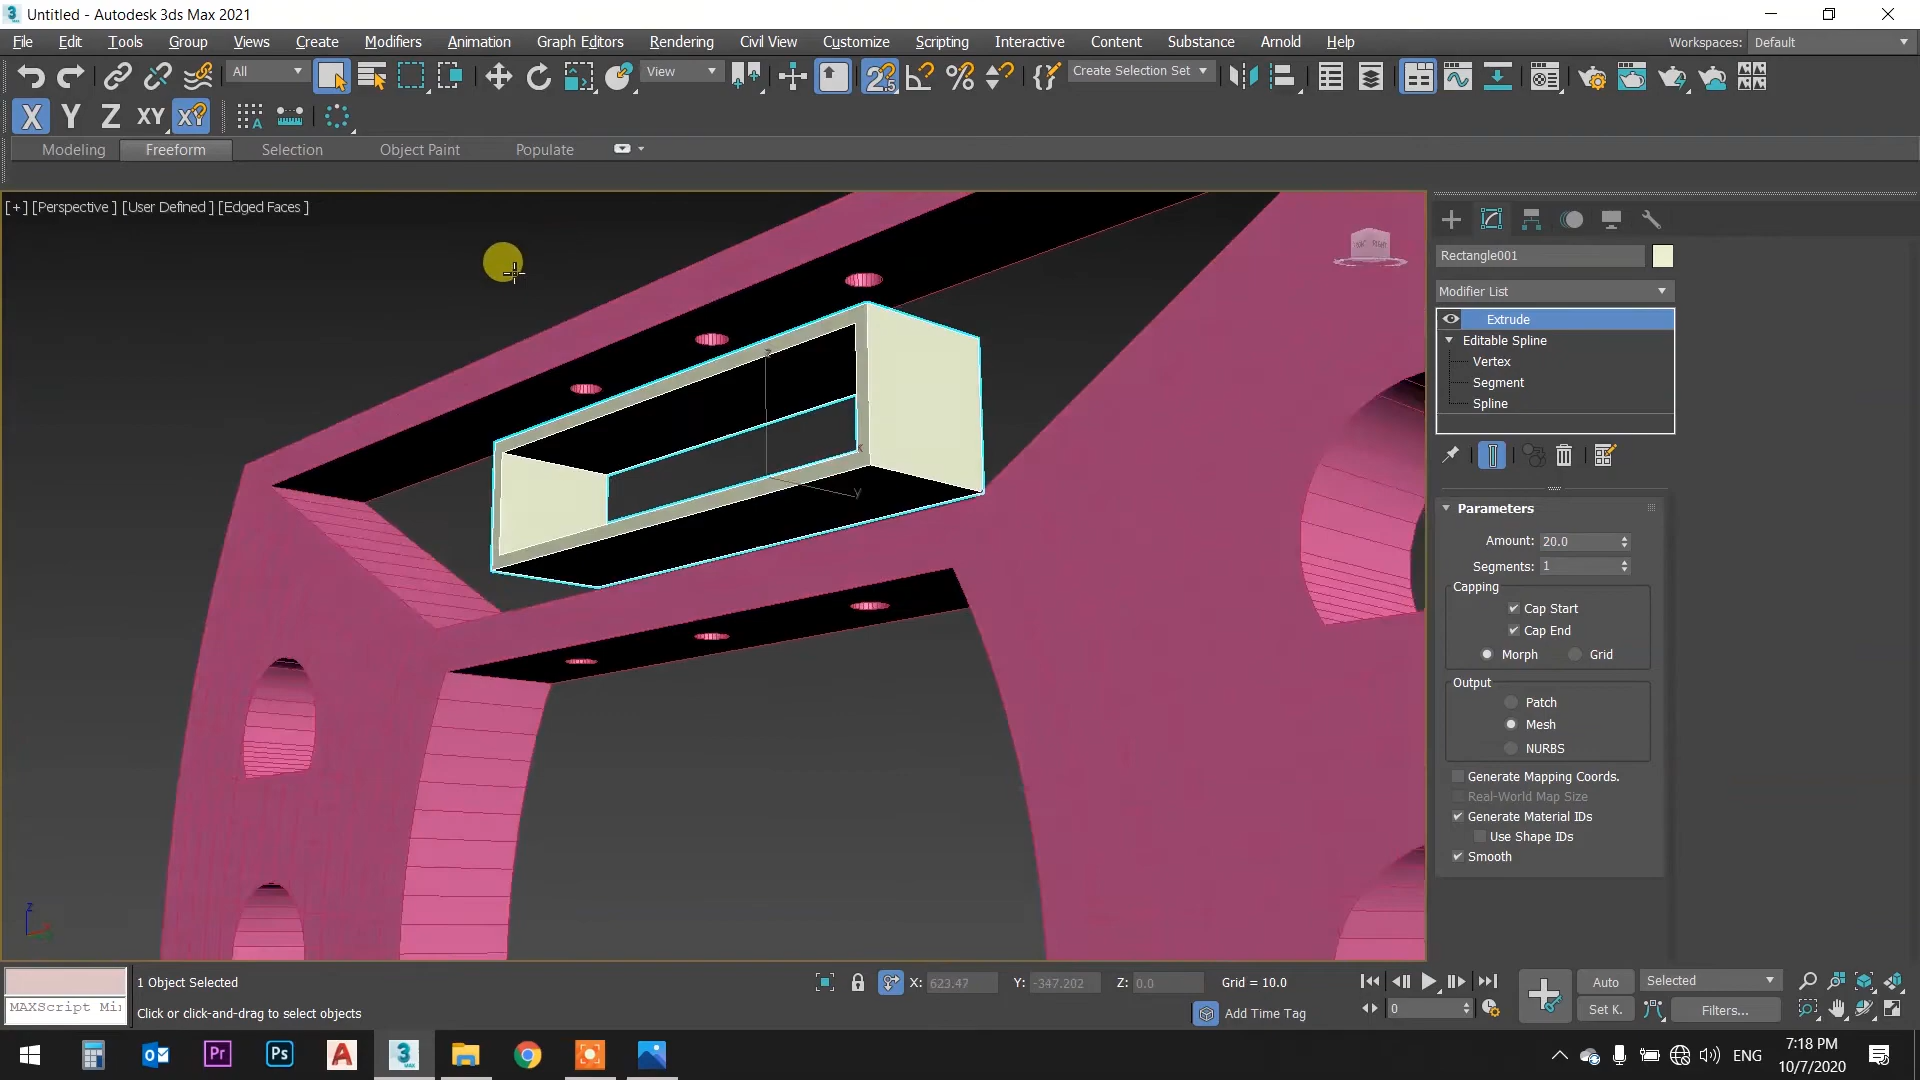 Untitled - Autodesk 3ds Max 2021
File Edit Tools Group Views Create Modifiers Animation Graph Editors Rendering Civil View Customize Scripting Interactive Content Substance Arnold Help Workspaces: Default
All View Create Selection Set
X Y Z XY
Modeling Freeform Selection Object Paint Populate
[+] [Perspective ] [User Defined ] [Edged Faces ]
Rectangle001
Modifier List
Extrude
Editable Spline
Vertex
Segment
Spline
Parameters
Amount: 20.0
Segments: 1
Capping
Cap Start
Cap End
Morph Grid
Output
Patch
Mesh
NURBS
Generate Mapping Coords.
Real-World Map Size
Generate Material IDs
Use Shape IDs
Smooth
1 Object Selected X: 623.47 Y: -347.202 Z: 0.0 Grid = 10.0 Auto Selected
MAXScript Mi Click or click-and-drag to select objects Add Time Tag 0 Set K. Filters...
ENG 7:18 PM
10/7/2020